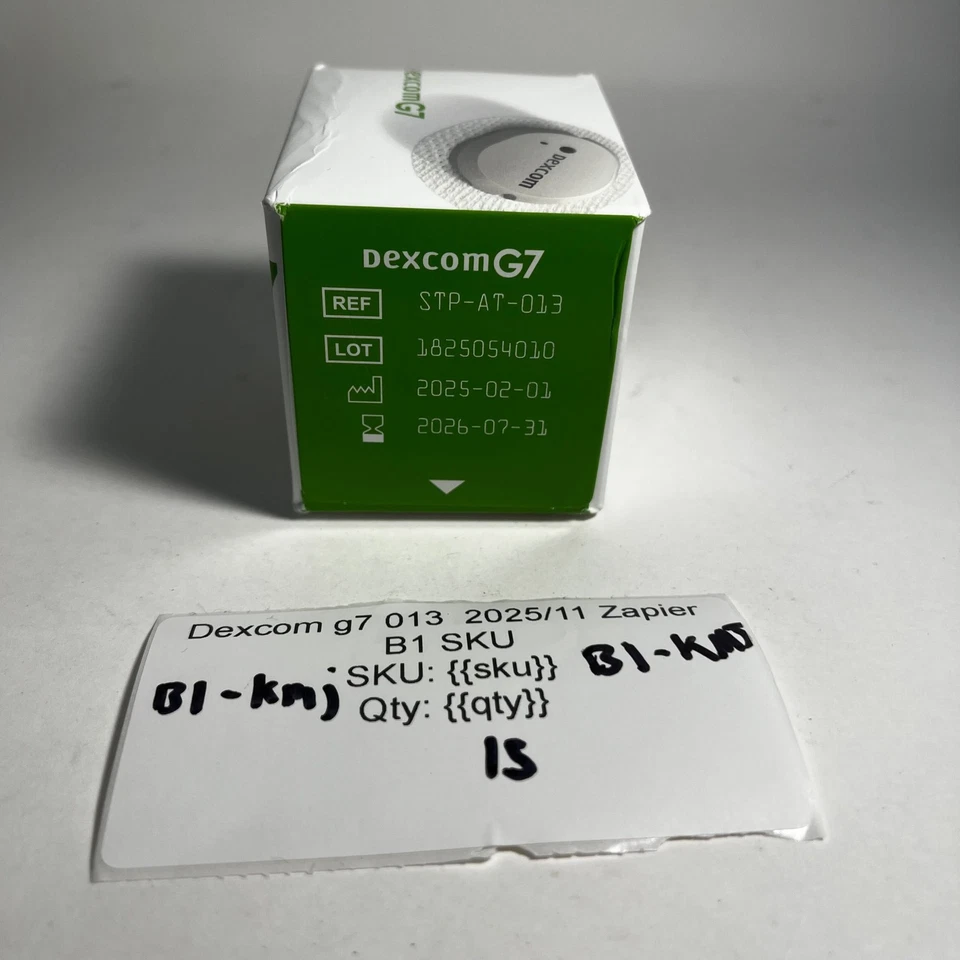 Dexcom G7
Dexcom
Dexcom G7
REF STP-AT-013
LOT 1825054010
2025-02-01
2026-07-31
Dexcom g7 013 2025/11 Zapier
B1 SKU
SKU: {{sku}}
B1-KMJ
B1-KMJ
Qty: {{qty}}
15